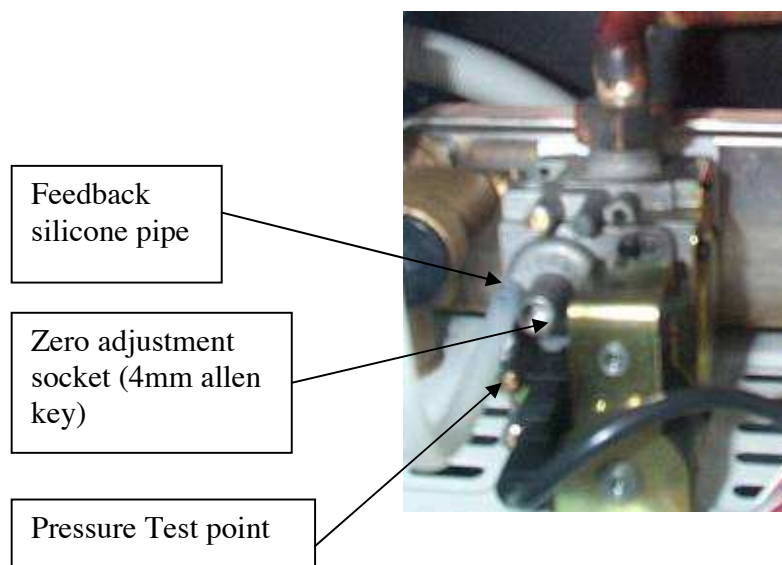 Feedback
silicone pipe
Zero adjustment
socket (4mm allen
key)
Pressure Test point